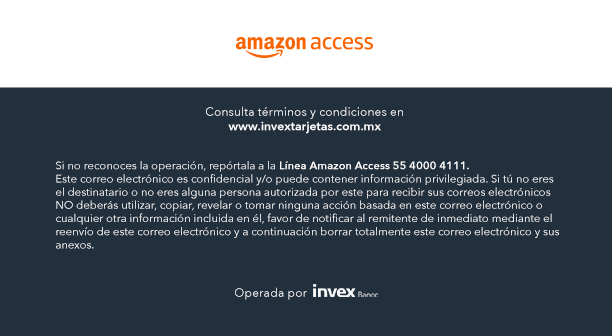 amazon access
Consulta términos y condiciones en
www.invextarjetas.com.mx
Si no reconoces la operación, repórtala a la Línea Amazon Access 55 4000 4111.
Este correo electrónico es confidencial y/o puede contener información privilegiada. Si tú no eres
el destinatario o no eres alguna persona autorizada por este para recibir sus correos electrónicos
NO deberás utilizar, copiar, revelar o tomar ninguna acción basada en este correo electrónico o
cualquier otra información incluida en él, favor de notificar al remitente de inmediato mediante el
reenvío de este correo electrónico y a continuación borrar totalmente este correo electrónico y sus
anexos.
Operada por invex Banco